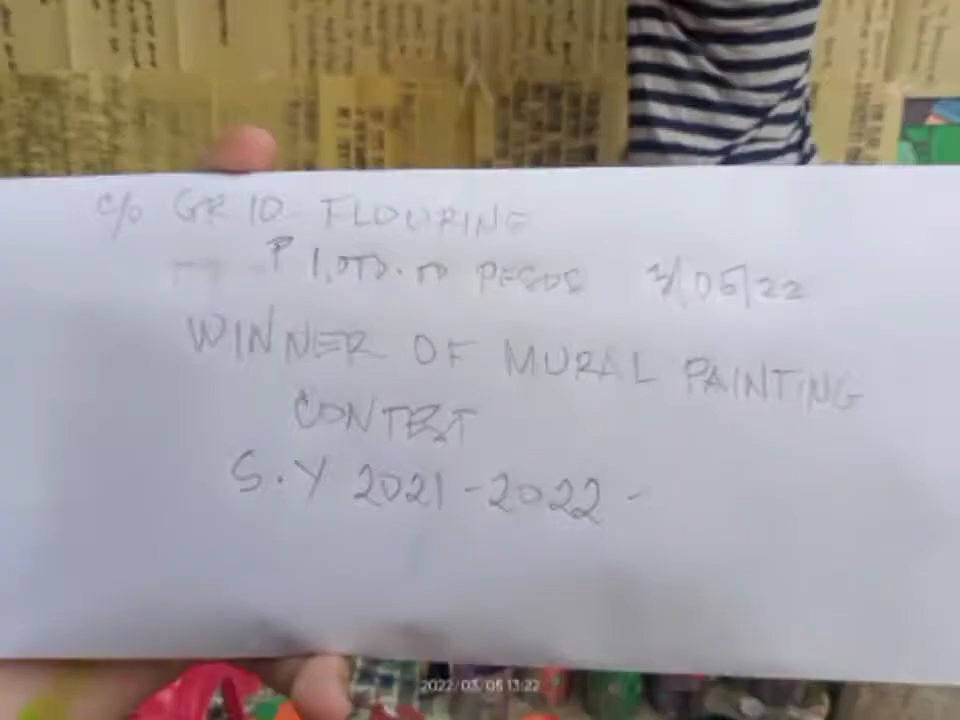 c/o GR 10 FLOURING
₱ 1,000.00 PESOS 3/05/22
WINNER OF MURAL PAINTING
CONTEST
S.Y 2021-2022-
2022/03/05 13:22